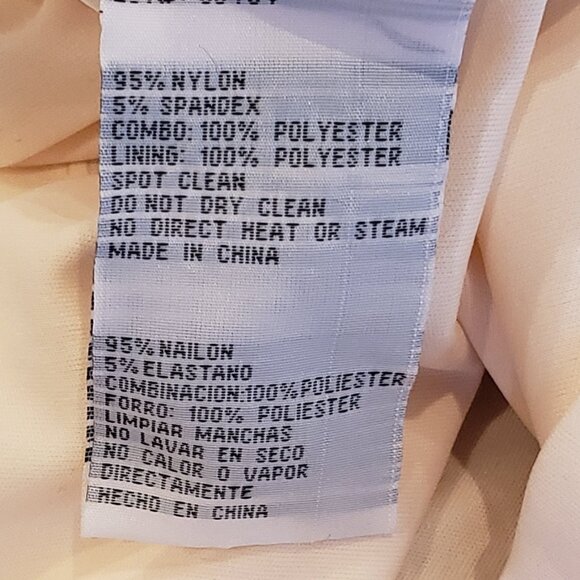 95% NYLON
5% SPANDEX
COMBO: 100% POLYESTER
LINING: 100% POLYESTER
SPOT CLEAN
DO NOT DRY CLEAN
NO DIRECT HEAT OR STEAM
MADE IN CHINA
95% NAILON
5% ELASTANO
COMBINACION:100% POLIESTER
FORRO: 100% POLIESTER
LIMPIAR MANCHAS
NO LAVAR EN SECO
NO CALOR O VAPOR
DIRECTAMENTE
HECHO EN CHINA